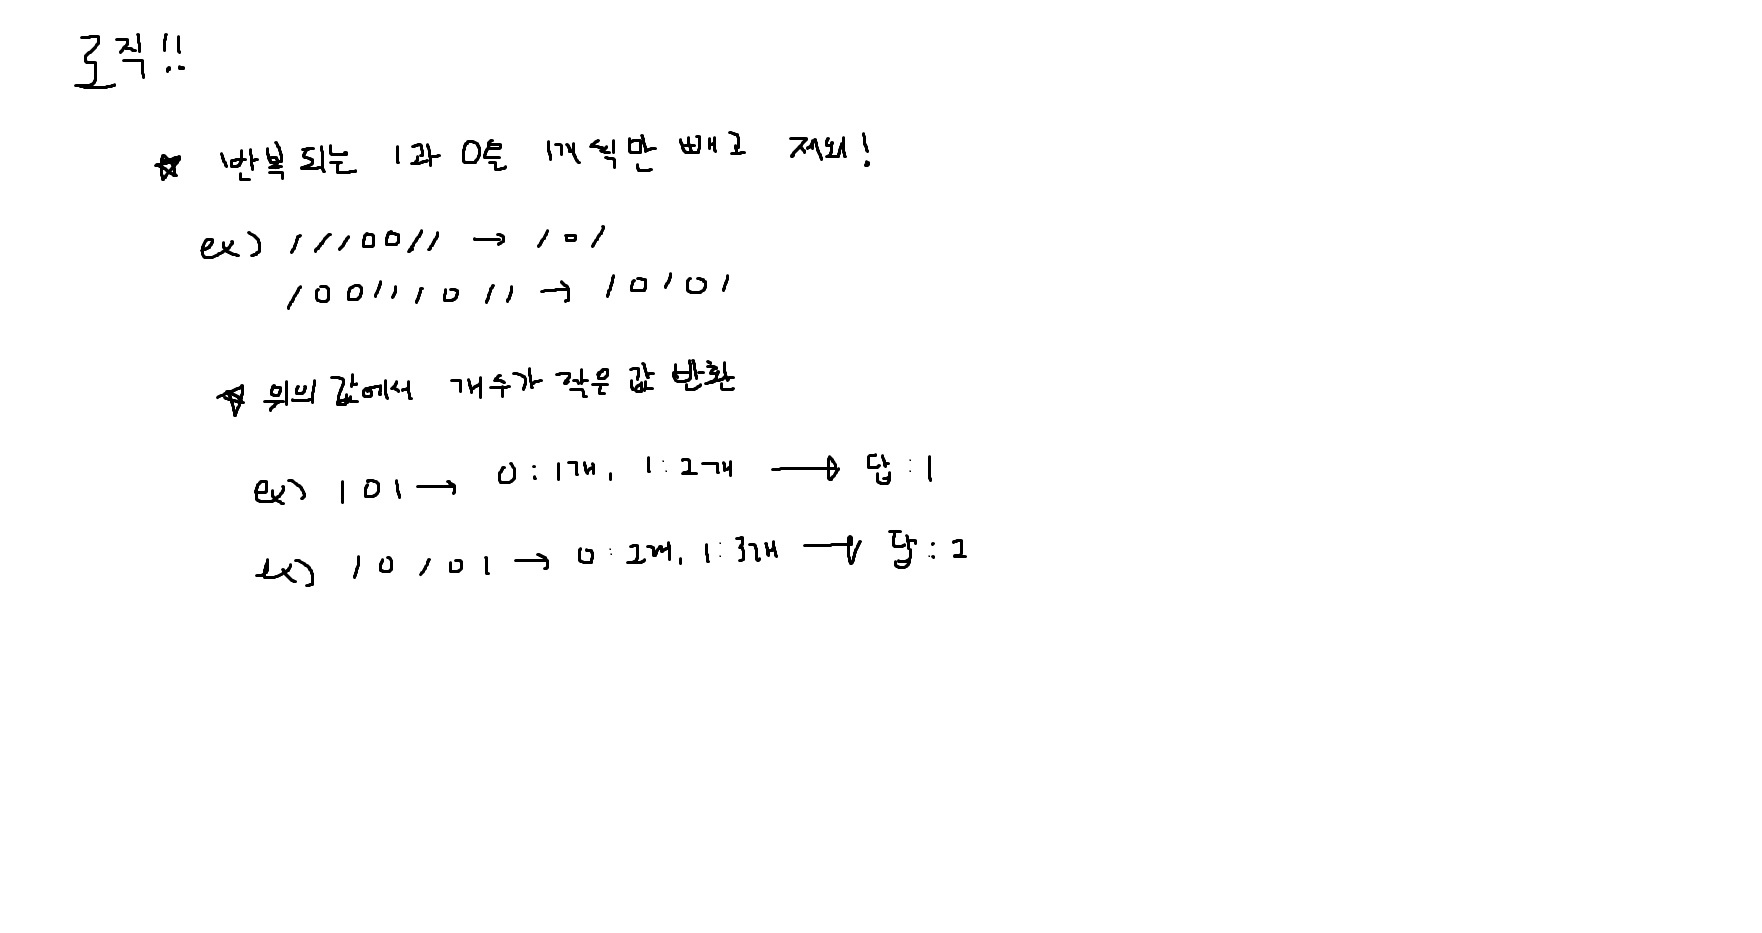 로직!!
★ 반복되는 1과 0을 1개씩만 빼고 제외!
ex) 1110011 → 101
100111011 → 10101
★ 위의 값에서 개수가 작은 값 반환
ex) 101 → 0:1개, 1:2개 → 답:1
ex) 10101 → 0:2개, 1:3개 → 답:2